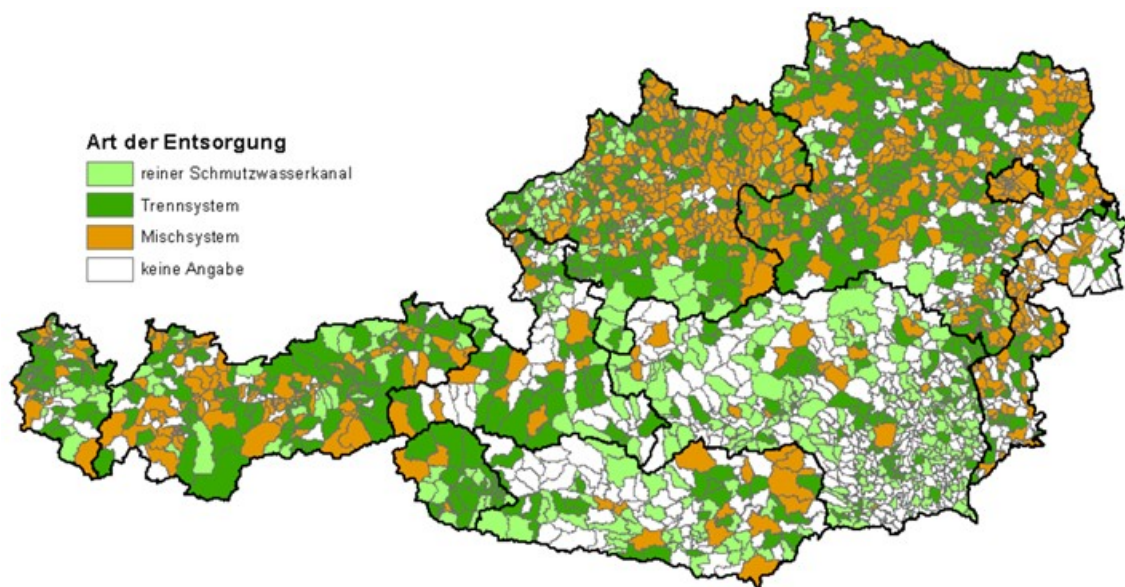 Art der Entsorgung
reiner Schmutzwasserkanal
Trennsystem
Mischsystem
keine Angabe